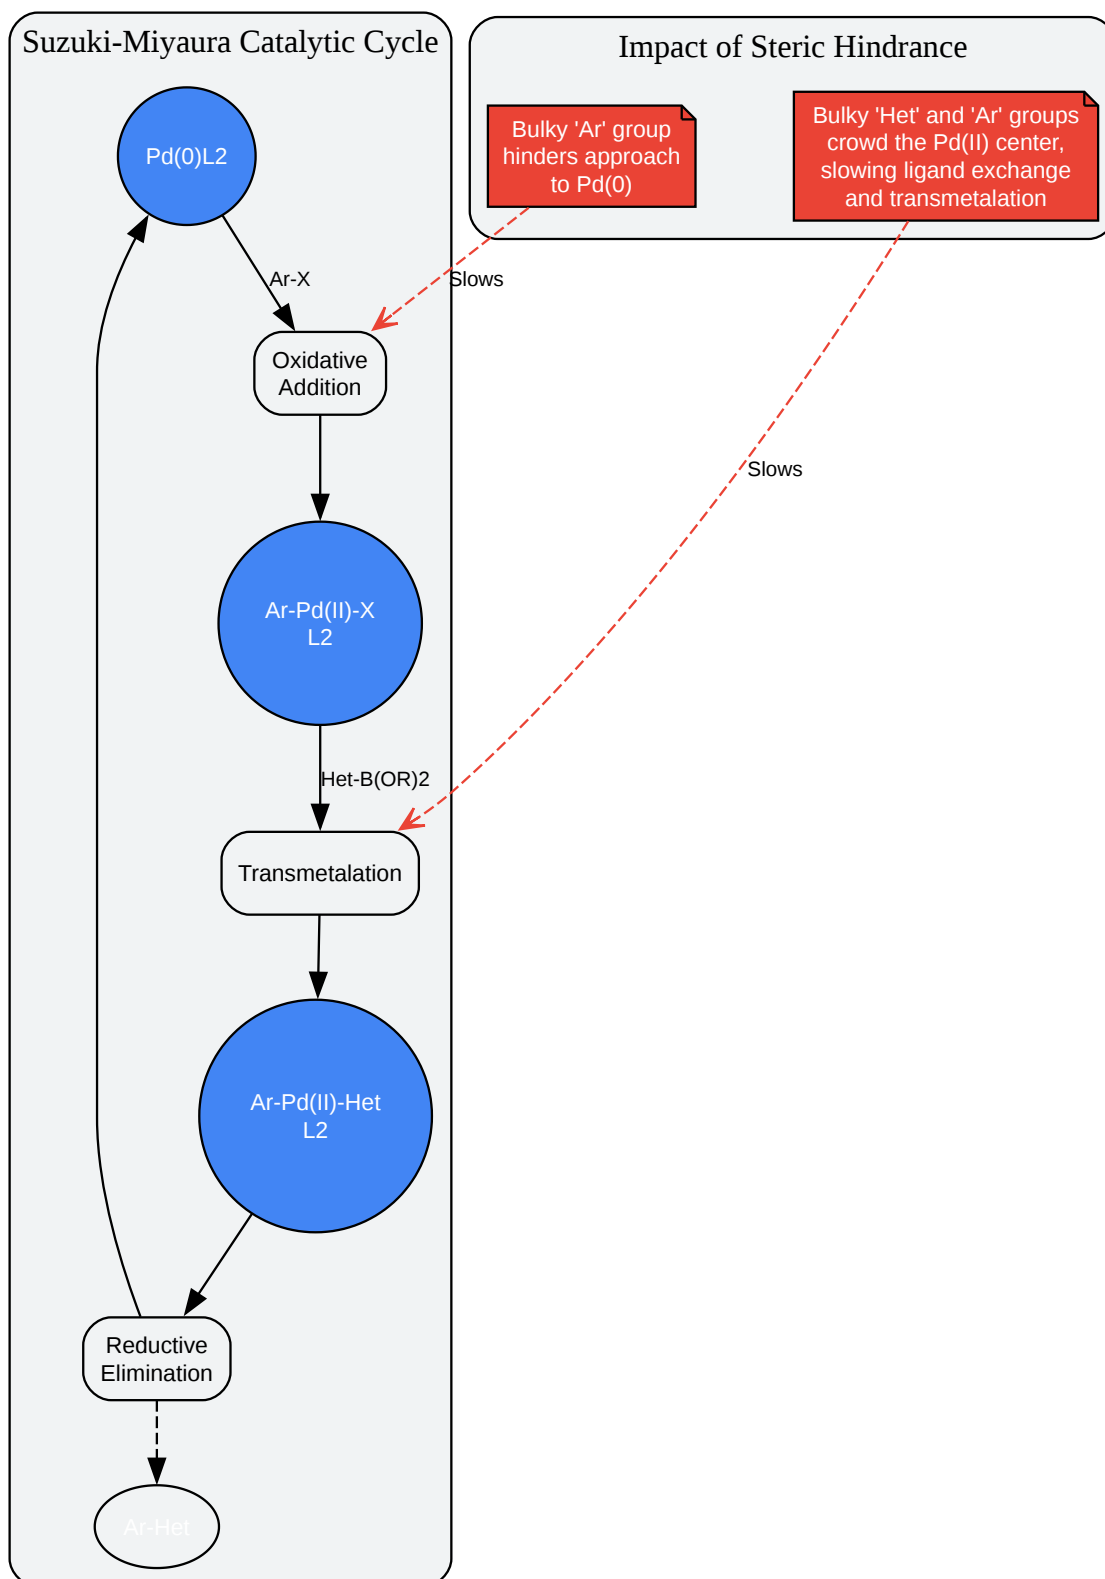 Suzuki-Miyaura Catalytic Cycle
Pd(0)L2
Ar-X
Oxidative
Addition
Ar-Pd(II)-X
L2
Het-B(OR)2
Transmetalation
Ar-Pd(II)-Het
L2
Reductive
Elimination
Ar-Het
Impact of Steric Hindrance
Bulky 'Ar' group
hinders approach
to Pd(0)
Bulky 'Het' and 'Ar' groups
crowd the Pd(II) center,
slowing ligand exchange
and transmetalation
Slows
Slows